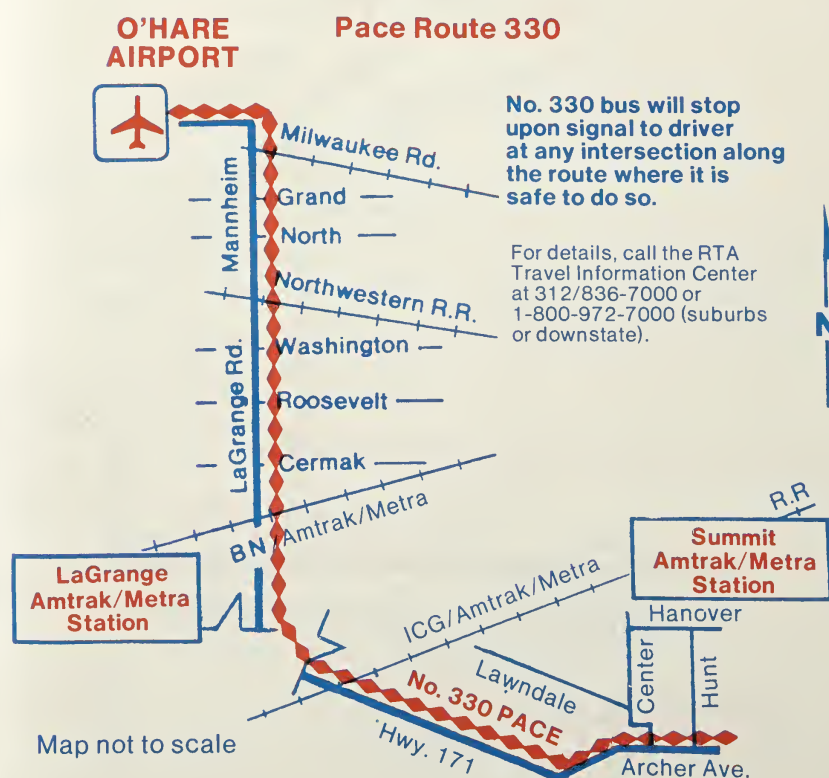 O'HARE
AIRPORT
Pace Route 330
No. 330 bus will stop
upon signal to driver
at any intersection along
the route where it is
safe to do so.
Milwaukee Rd.
Mannheim
Grand
North
For details, call the RTA
Travel Information Center
at 312/836-7000 or
1-800-972-7000 (suburbs
or downstate).
N
Northwestern R.R.
Washington
LaGrange Rd.
Roosevelt
Cermak
BN/Amtrak/Metra
R.R
Summit
Amtrak/Metra
Station
LaGrange
Amtrak/Metra
Station
ICG/Amtrak/Metra
Hanover
Center
Hunt
Lawndale
No. 330 PACE
Hwy. 171
Archer Ave.
Map not to scale